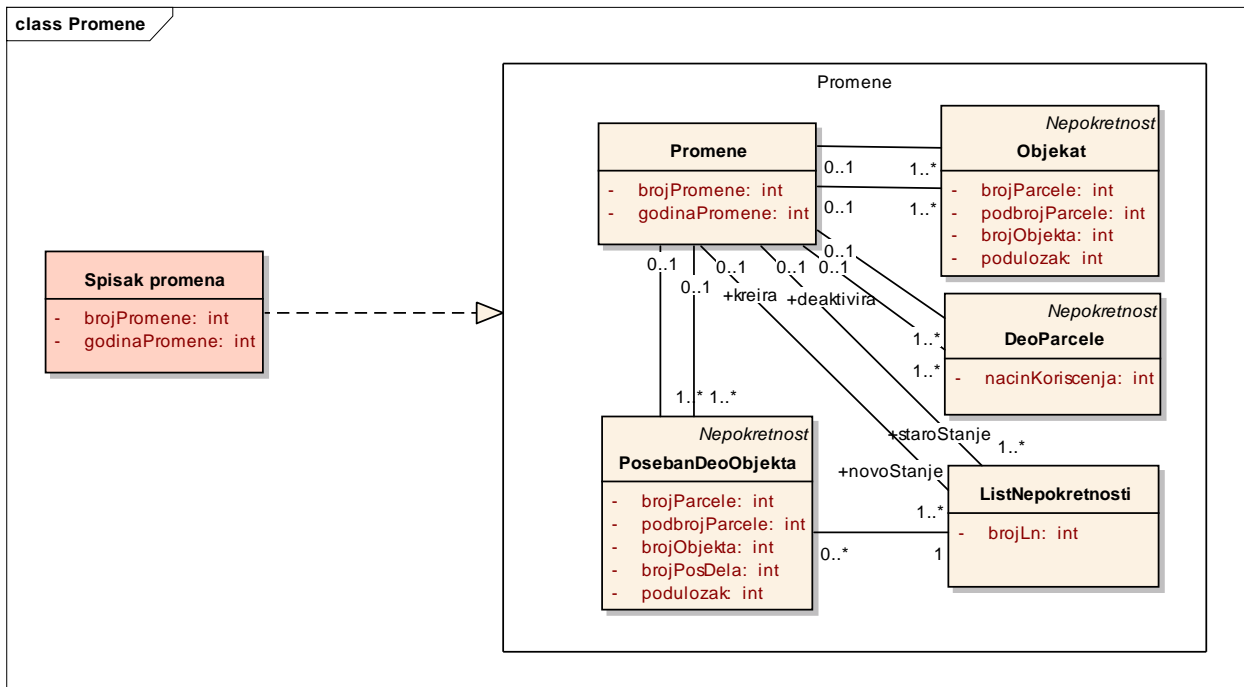 class Promene
Promene
Spisak promena
- brojPromene: int
- godinaPromene: int
Promene
- brojPromene: int
- godinaPromene: int
Nepokretnost
Objekat
- brojParcele: int
- podbrojParcele: int
- brojObjekta: int
- podulozak: int
0..1
1..*
0..1
1..*
0..1
0..1
0..1
0..1
0..1
0..1
+kreira
+deaktivira
Nepokretnost
DeoParcele
- nacinKoriscenja: int
1..*
1..*
1..*
1..*
Nepokretnost
PosebanDeoObjekta
- brojParcele: int
- podbrojParcele: int
- brojObjekta: int
- brojPosDela: int
- podulozak: int
+staroStanje
1..*
+novoStanje
1..*
ListNepokretnosti
- brojLn: int
0..*
1